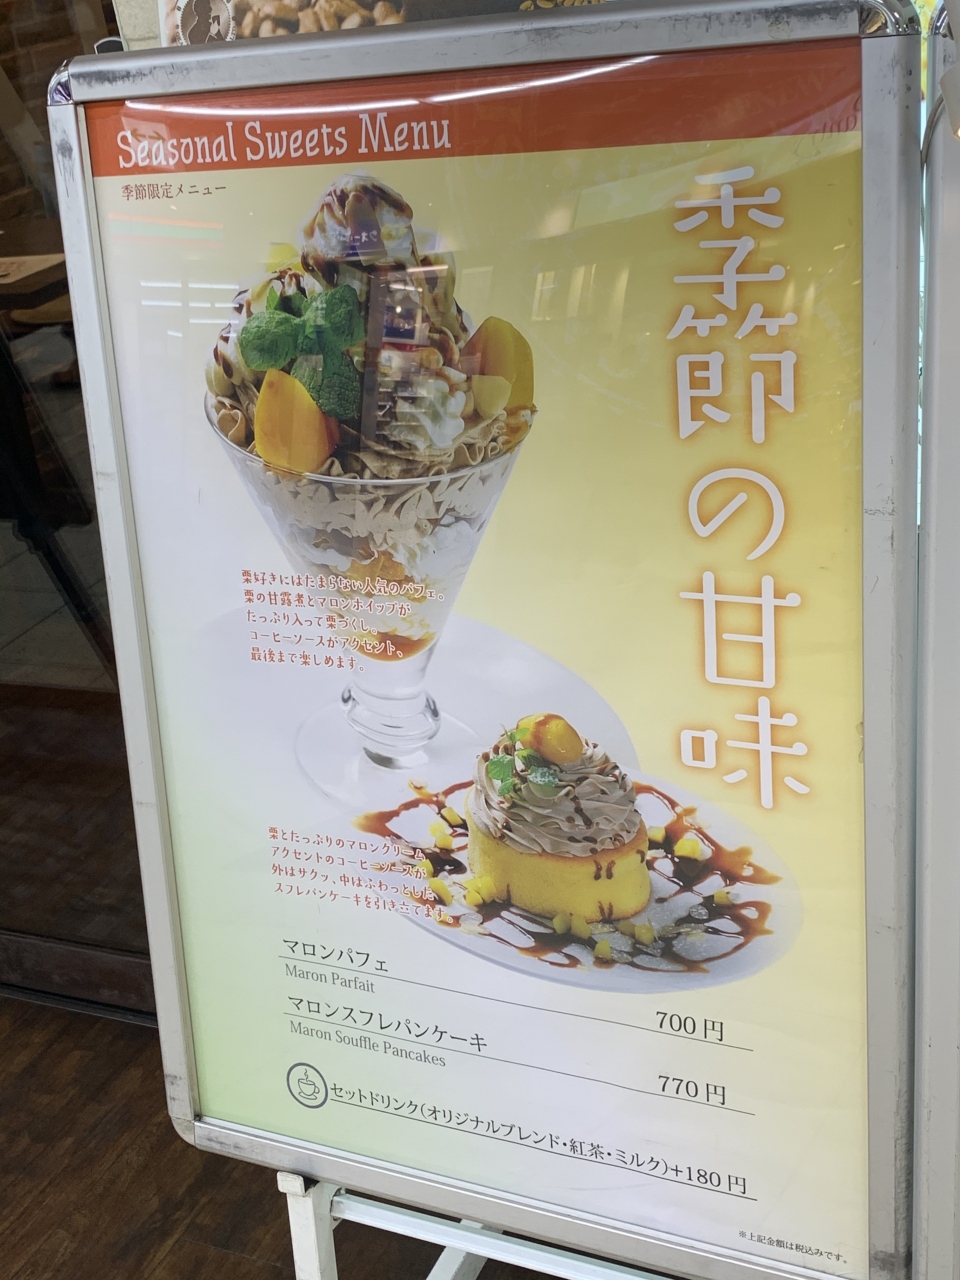 Seasonal Sweets Menu
季節限定メニュー
季節の甘味
栗好きにはたまらない人気のパフェ。
栗の甘露煮とマロンホイップが
たっぷり入って栗づくし。
コーヒーソースがアクセント、
最後まで楽しめます。
栗とたっぷりのマロンクリーム、
アクセントのコーヒーソースが
外はサクッ、中はふわっとした
スフレパンケーキを引き立てます。
マロンパフェ
Maron Parfait
700円
マロンスフレパンケーキ
Maron Souffle Pancakes
770円
セットドリンク(オリジナルブレンド・紅茶・ミルク)+180円
※上記金額は税込みです。